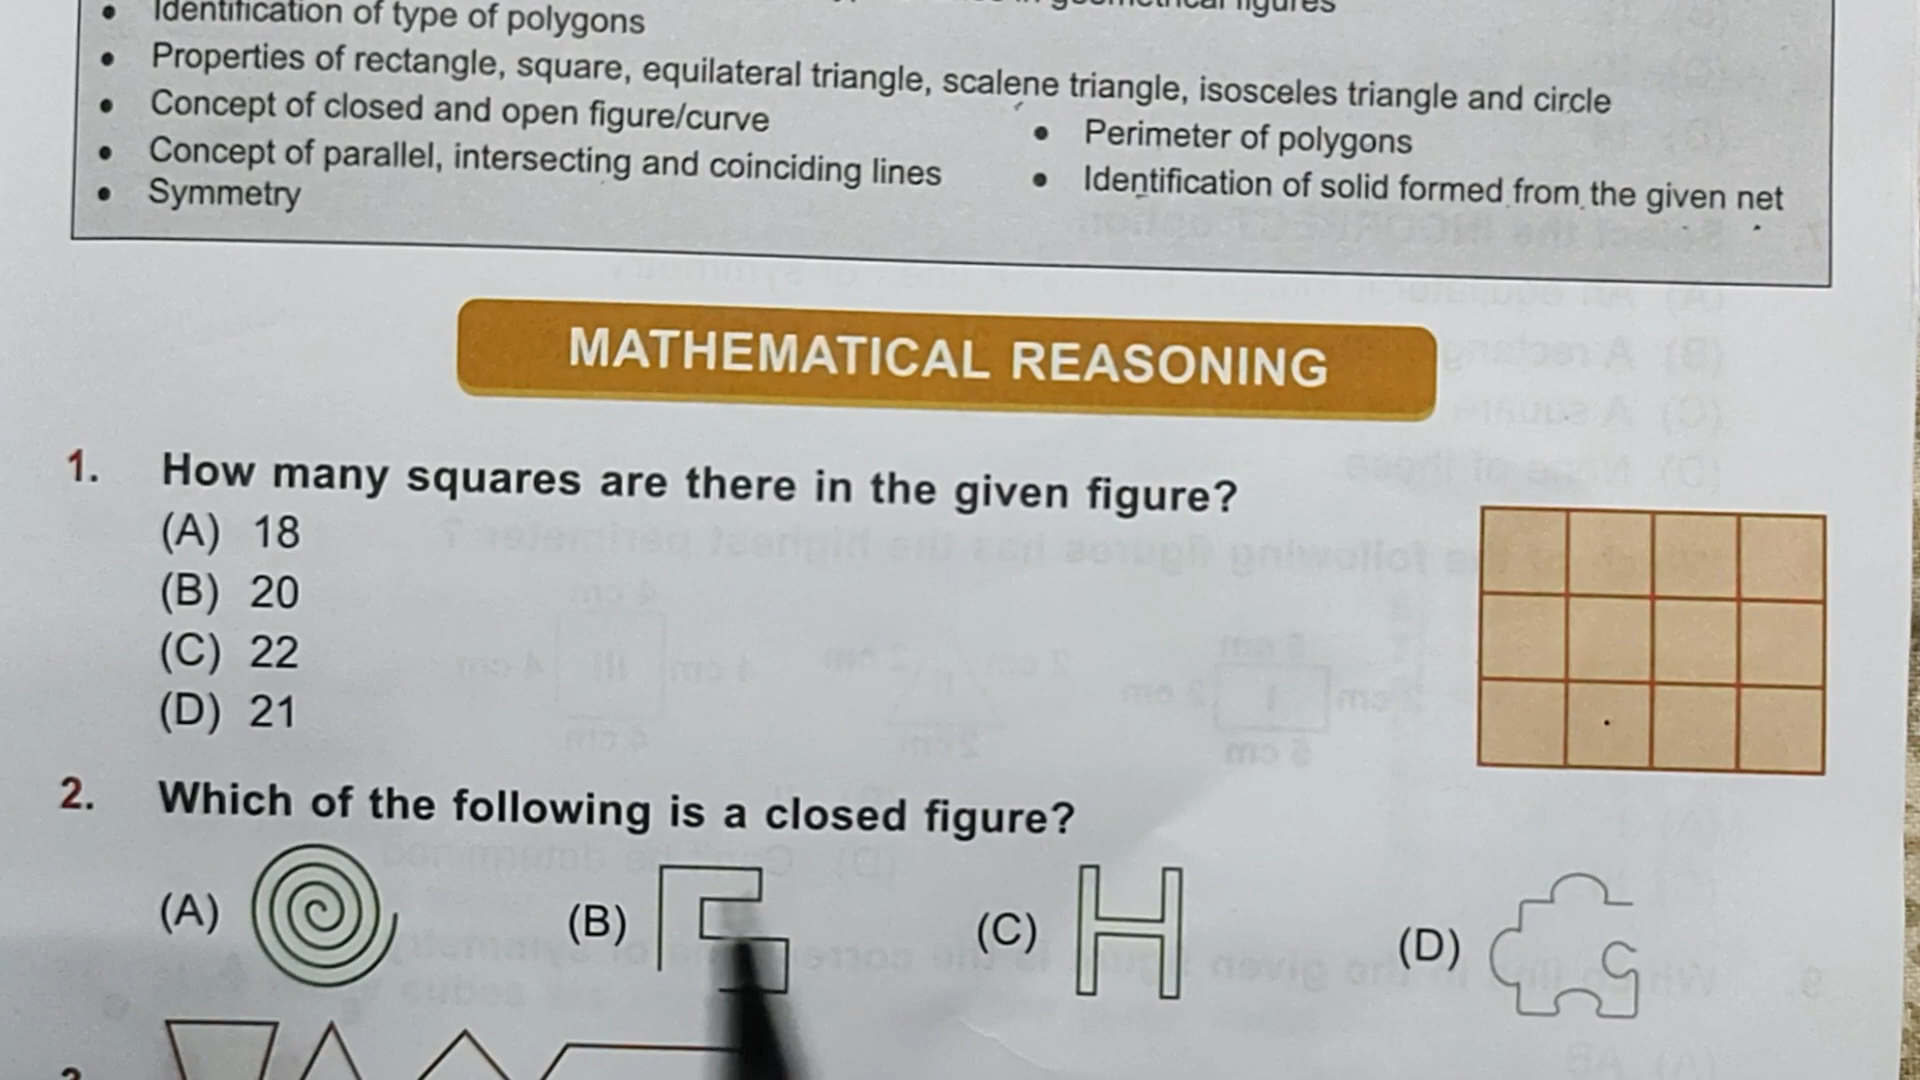 Identification of type of polygons
geometrical figures
Properties of rectangle, square, equilateral triangle, scalene triangle, isosceles triangle and circle
Concept of closed and open figure/curve
Perimeter of polygons
Concept of parallel, intersecting and coinciding lines
Identification of solid formed from the given net
Symmetry
MATHEMATICAL REASONING
1. How many squares are there in the given figure?
(A) 18
(B) 20
(C) 22
(D) 21
2. Which of the following is a closed figure?
(A)
(B)
(C)
(D)